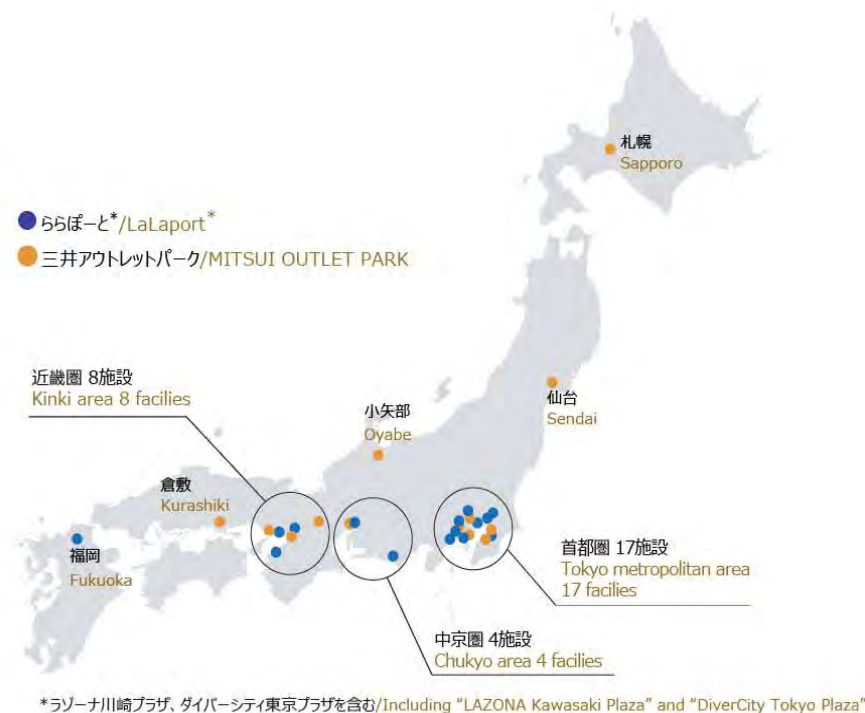 札幌
Sapporo
ららぽーと*/LaLaport*
三井アウトレットパーク/MITSUI OUTLET PARK
近畿圏 8施設
Kinki area 8 facilies
小矢部
Oyabe
仙台
Sendai
倉敷
Kurashiki
福岡
Fukuoka
首都圏 17施設
Tokyo metropolitan area
17 facilies
中京圏 4施設
Chukyo area 4 facilies
*ラゾーナ川崎プラザ、ダイバーシティ東京プラザを含む/Including “LAZONA Kawasaki Plaza” and “DiverCity Tokyo Plaza”